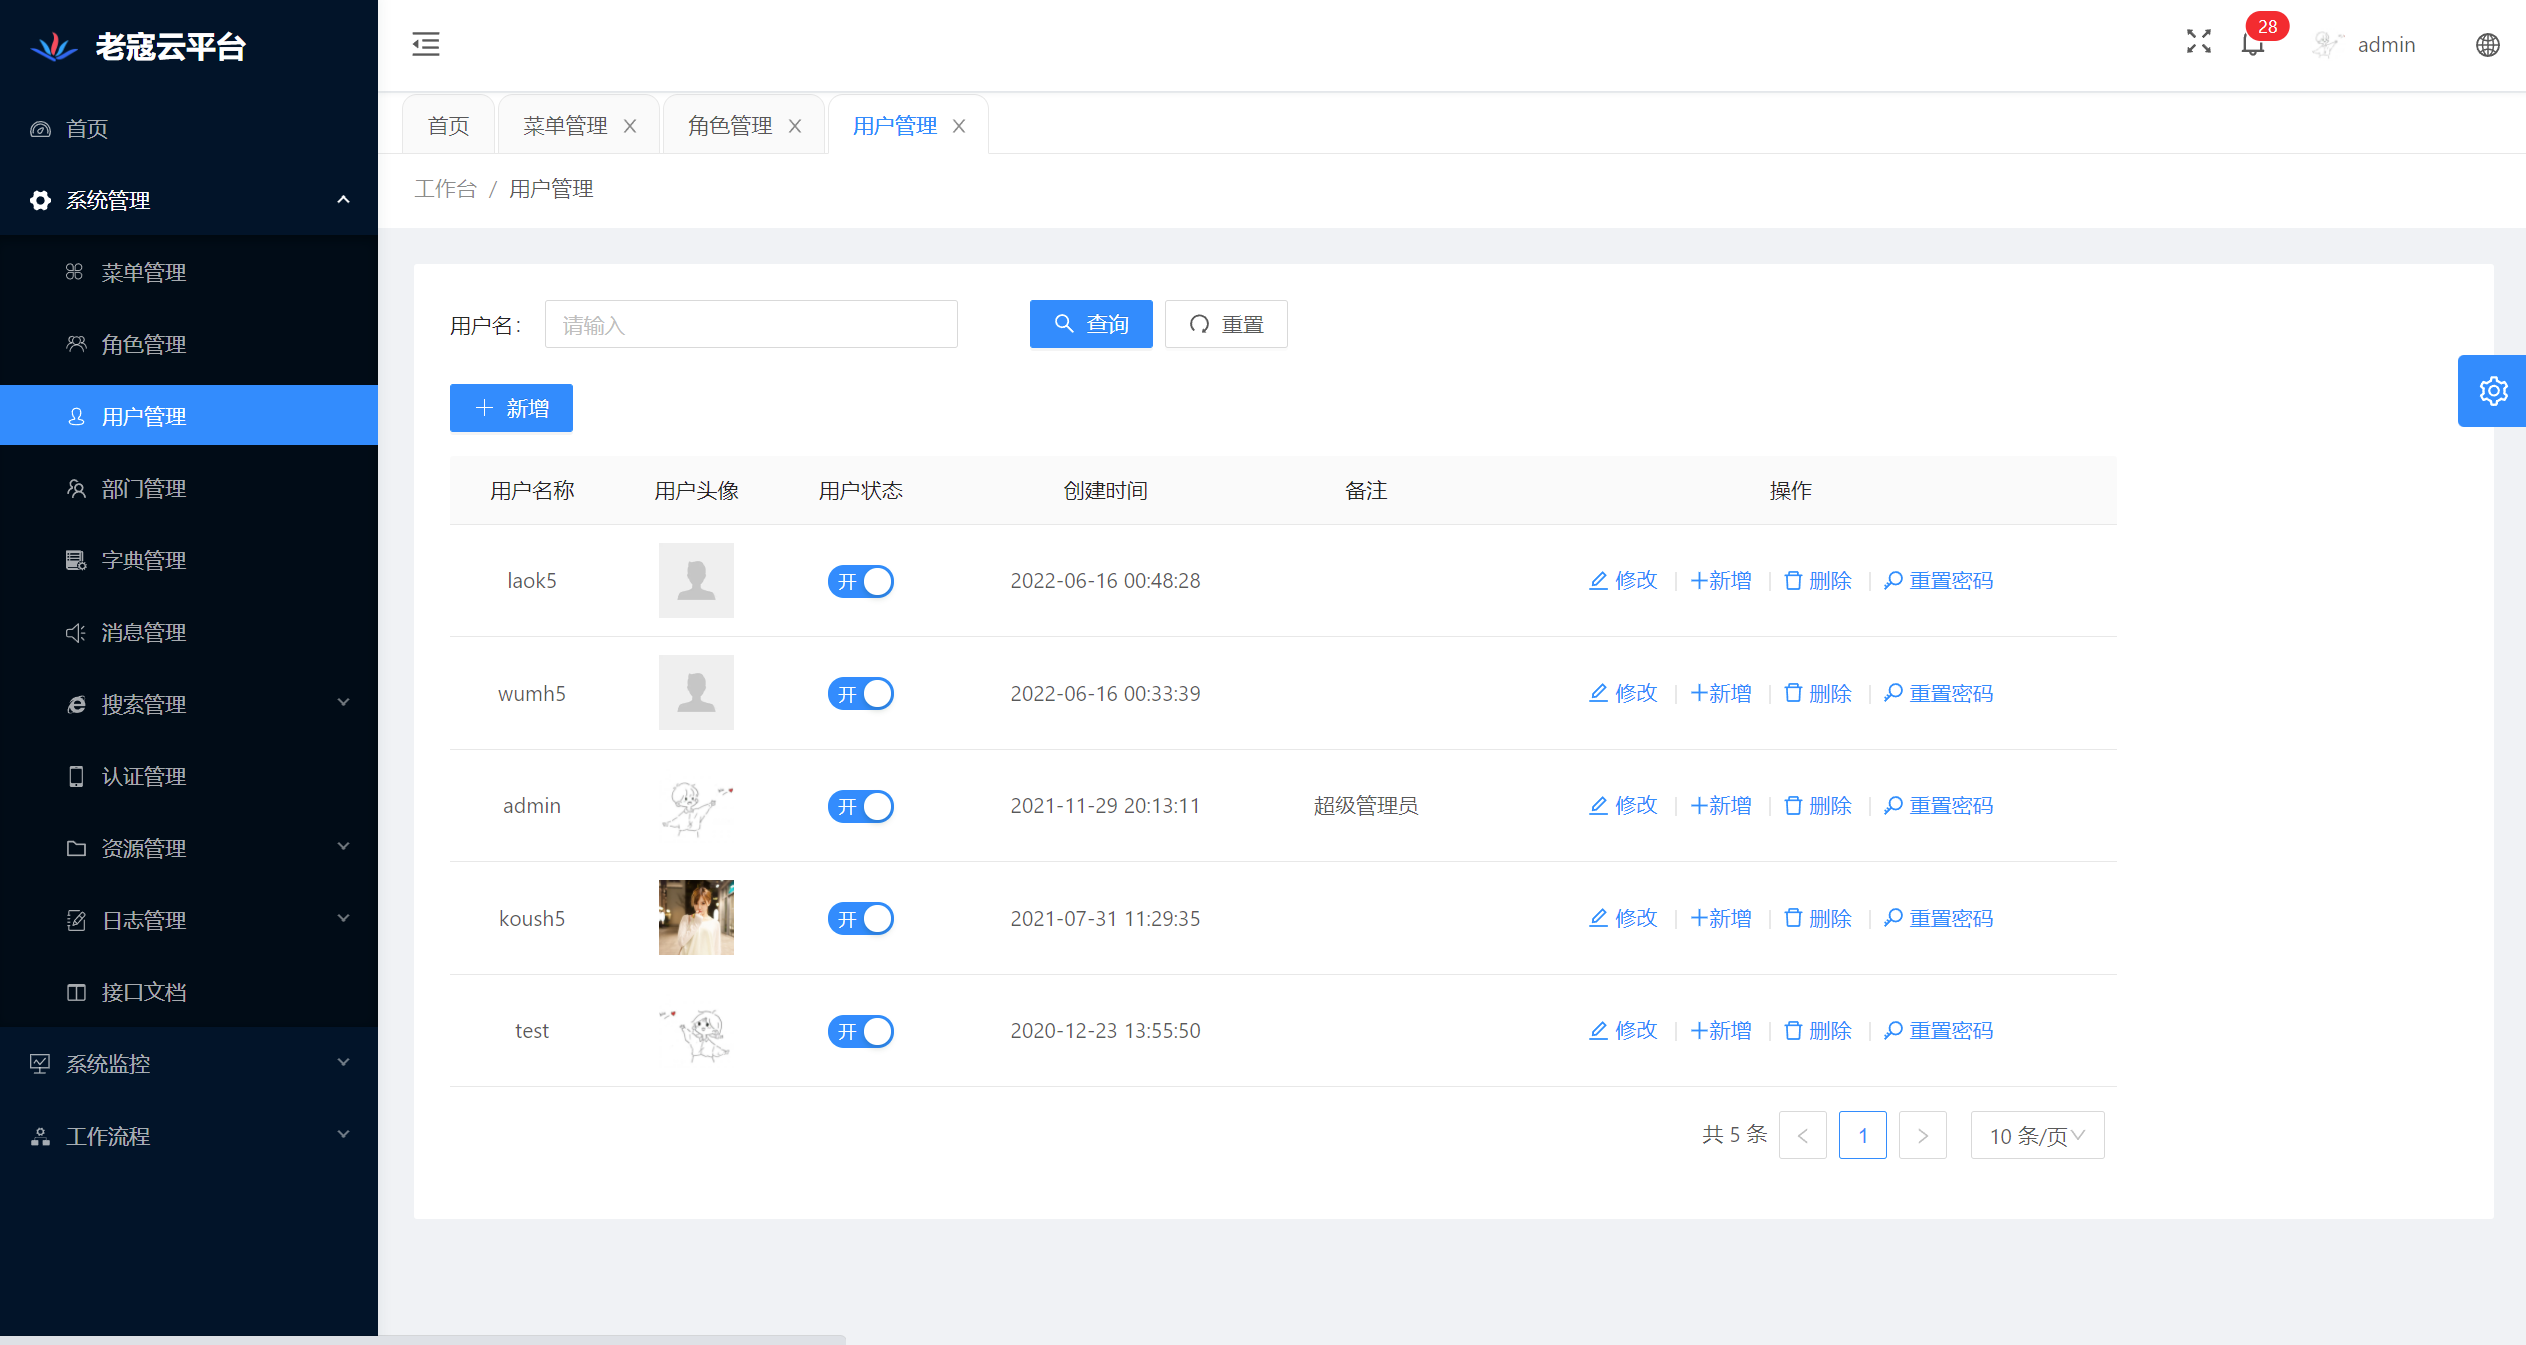 老寇云平台
首页
系统管理
菜单管理
角色管理
用户管理
部门管理
字典管理
消息管理
搜索管理
认证管理
资源管理
日志管理
接口文档
系统监控
工作流程
28
admin
首页 菜单管理 角色管理 用户管理
工作台 / 用户管理
用户名: 请输入 查询 重置
新增
用户名称 用户头像 用户状态 创建时间 备注 操作
laok5 开 2022-06-16 00:48:28 修改 新增 删除 重置密码
wumh5 开 2022-06-16 00:33:39 修改 新增 删除 重置密码
admin 开 2021-11-29 20:13:11 超级管理员 修改 新增 删除 重置密码
koush5 开 2021-07-31 11:29:35 修改 新增 删除 重置密码
test 开 2020-12-23 13:55:50 修改 新增 删除 重置密码
共 5 条 < 1 > 10 条/页